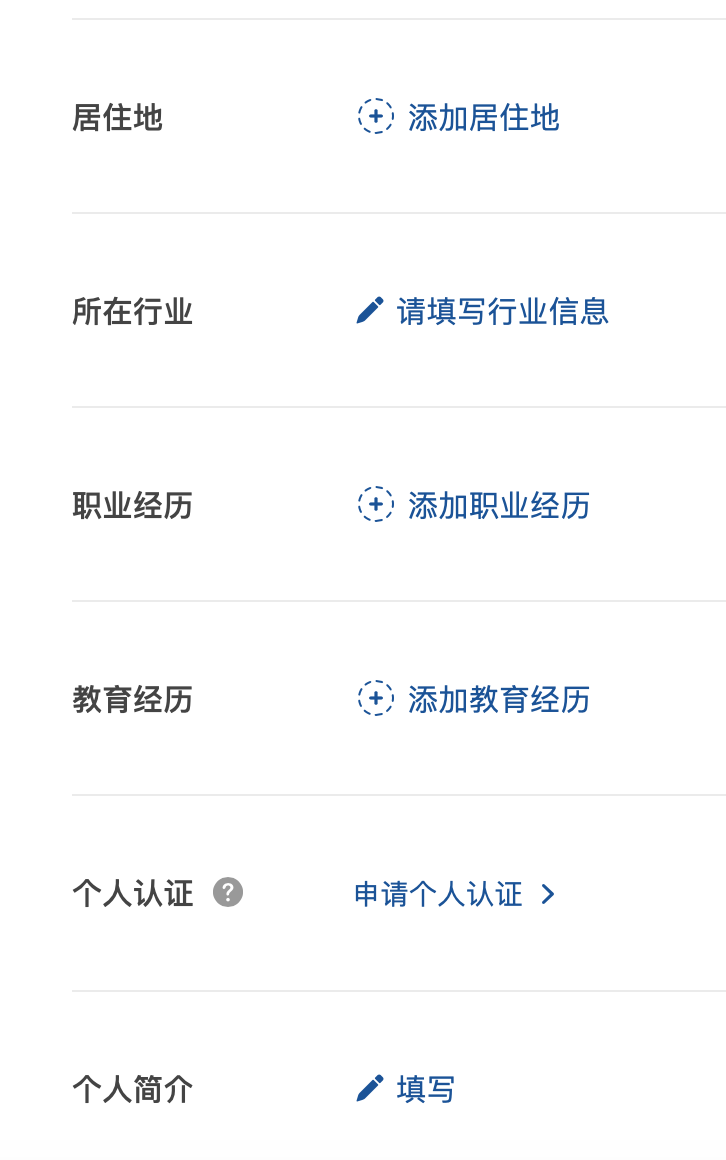 居住地 添加居住地
所在行业 请填写行业信息
职业经历 添加职业经历
教育经历 添加教育经历
个人认证 ? 申请个人认证 >
个人简介 填写